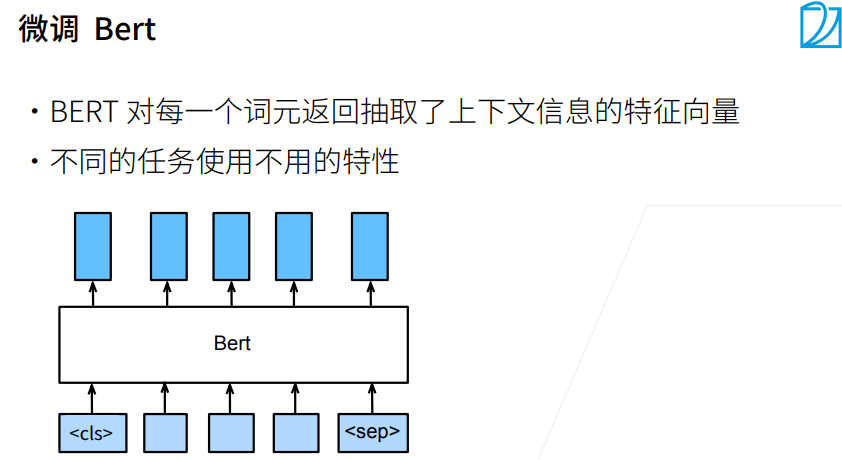 微调 Bert
・BERT 对每一个词元返回抽取了上下文信息的特征向量
・不同的任务使用不用的特性
Bert
<cls>
<sep>